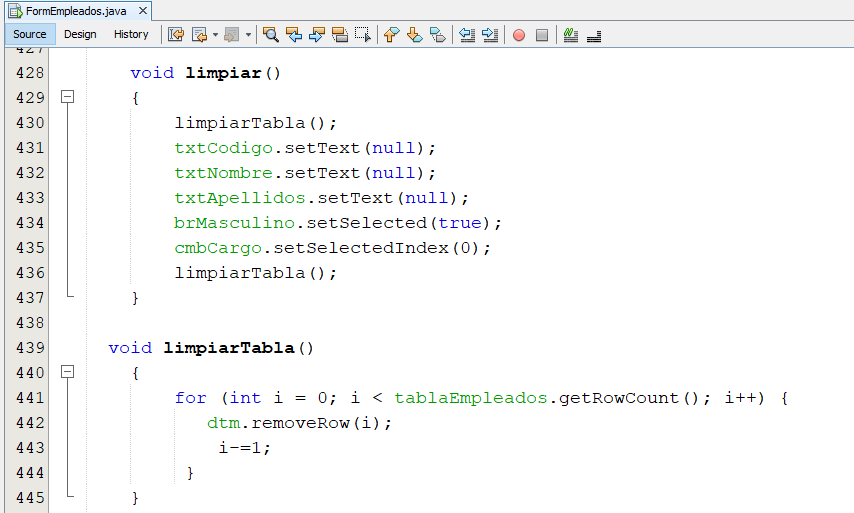 FormEmpleados.java
Source Design History
427
428 void limpiar()
429 {
430 limpiarTabla();
431 txtCodigo.setText(null);
432 txtNombre.setText(null);
433 txtApellidos.setText(null);
434 brMasculino.setSelected(true);
435 cmbCargo.setSelectedIndex(0);
436 limpiarTabla();
437 }
438
439 void limpiarTabla()
440 {
441 for (int i = 0; i < tablaEmpleados.getRowCount(); i++) {
442 dtm.removeRow(i);
443 i-=1;
444 }
445 }